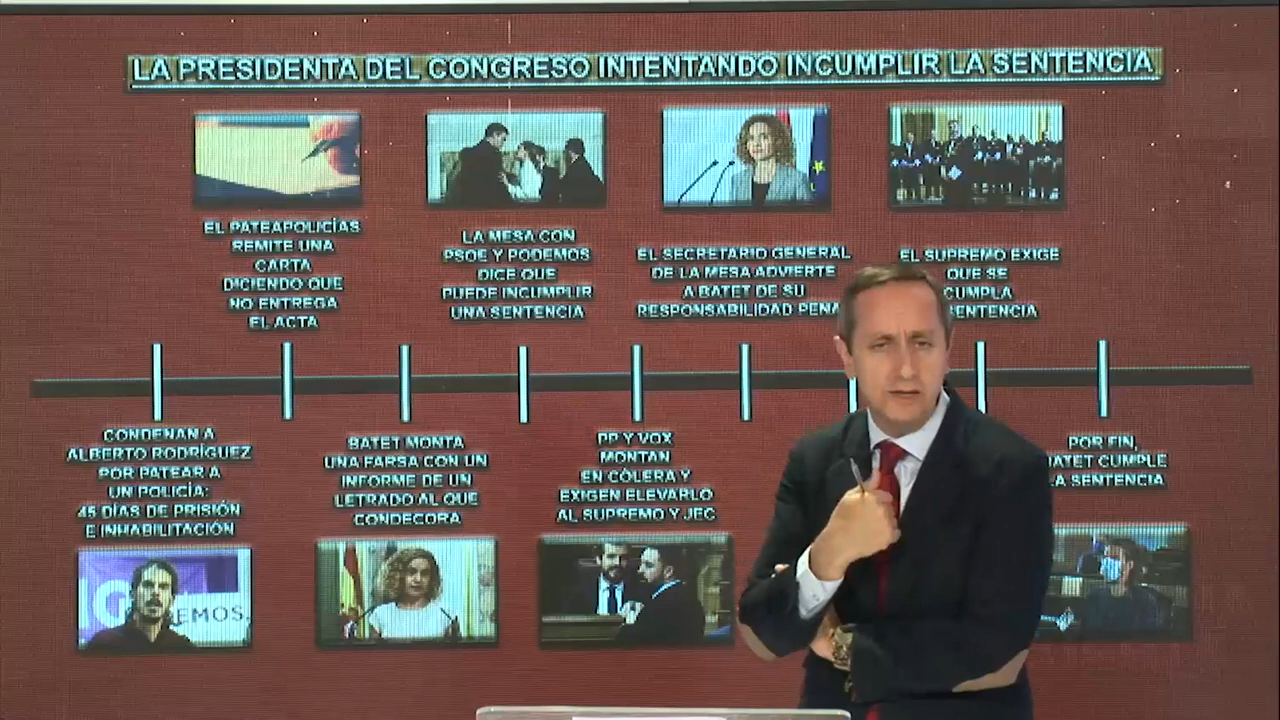 LA PRESIDENTA DEL CONGRESO INTENTANDO INCUMPLIR LA SENTENCIA
EL PATEAPOLICÍAS
REMITE UNA
CARTA
DICIENDO QUE
NO ENTREGA
EL ACTA
LA MESA CON
PSOE Y PODEMOS
DICE QUE
PUEDE INCUMPLIR
UNA SENTENCIA
EL SECRETARIO GENERAL
DE LA MESA ADVIERTE
A BATET DE SU
RESPONSABILIDAD PENA
EL SUPREMO EXIGE
QUE SE
CUMPLA
ENTENCIA
CONDENAN A
ALBERTO RODRÍGUEZ
POR PATEAR A
UN POLICÍA:
45 DÍAS DE PRISIÓN
E INHABILITACIÓN
BATET MONTA
UNA FARSA CON UN
INFORME DE UN
LETRADO AL QUE
CONDECORA
PP Y VOX
MONTAN
EN CÓLERA Y
EXIGEN ELEVARLO
AL SUPREMO Y JEC
POR FIN,
BATET CUMPLE
LA SENTENCIA
EMOS.